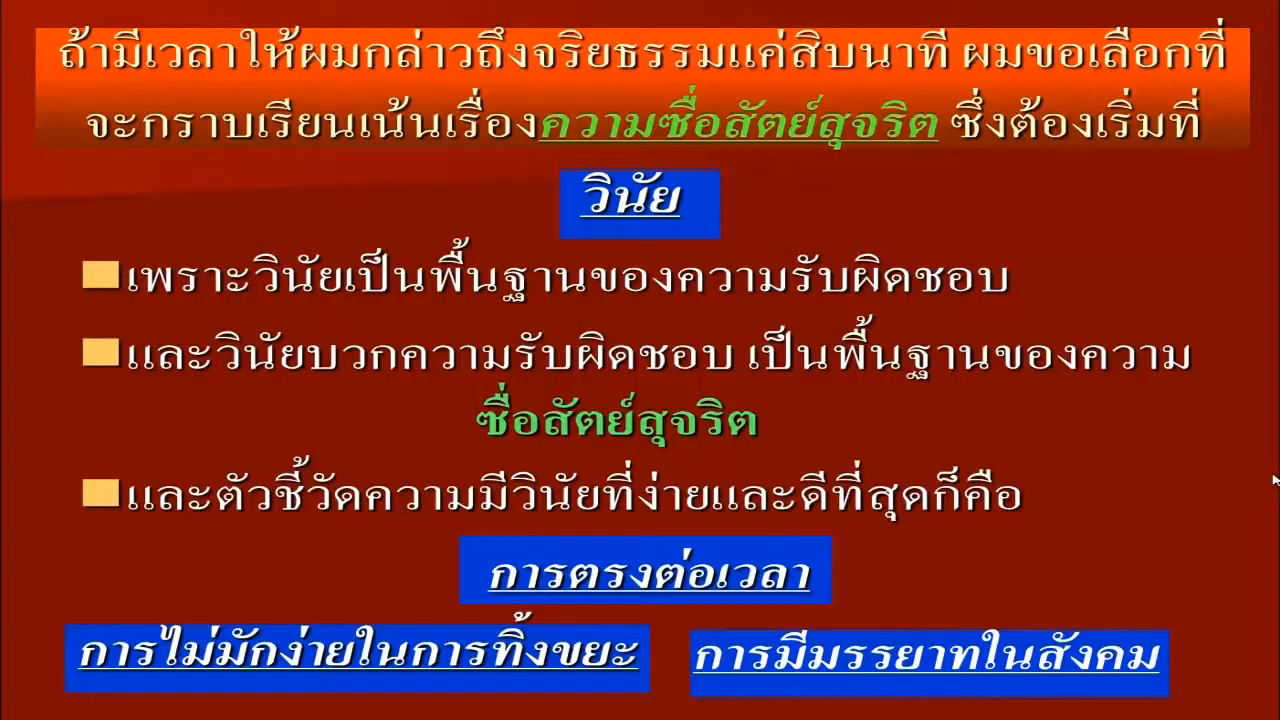 ถ้ามีเวลาให้ผมกล่าวถึงจริยธรรมแค่สิบนาที ผมขอเลือกที่
จะกราบเรียนเน้นเรื่องความซื่อสัตย์สุจริต ซึ่งต้องเริ่มที่
วินัย
เพราะวินัยเป็นพื้นฐานของความรับผิดชอบ
และวินัยบวกความรับผิดชอบ เป็นพื้นฐานของความ
ซื่อสัตย์สุจริต
และตัวชี้วัดความมีวินัยที่ง่ายและดีที่สุดก็คือ
การตรงต่อเวลา
การไม่มักง่ายในการทิ้งขยะ การมีมรรยาทในสังคม